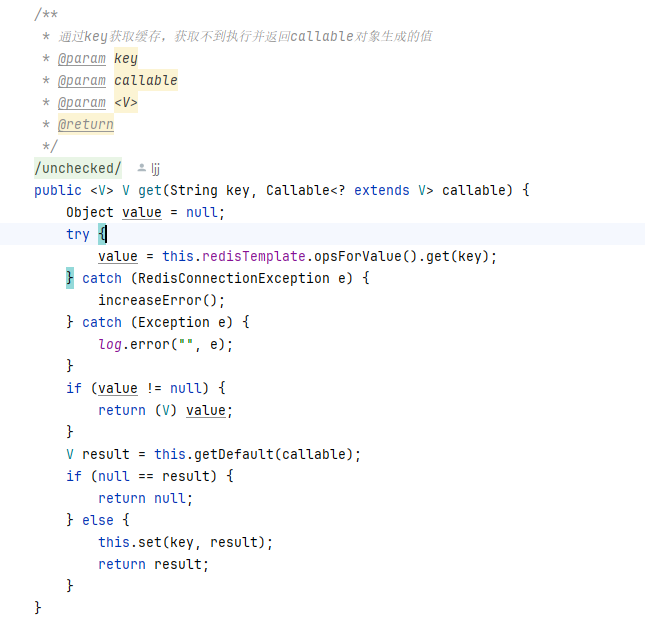 /**
 * 通过key获取缓存，获取不到执行并返回callable对象生成的值
 * @param key
 * @param callable
 * @param <V>
 * @return
 */
/unchecked/ ljj
public <V> V get(String key, Callable<? extends V> callable) {
    Object value = null;
    try {
        value = this.redisTemplate.opsForValue().get(key);
    } catch (RedisConnectionException e) {
        increaseError();
    } catch (Exception e) {
        log.error("", e);
    }
    if (value != null) {
        return (V) value;
    }
    V result = this.getDefault(callable);
    if (null == result) {
        return null;
    } else {
        this.set(key, result);
        return result;
    }
}